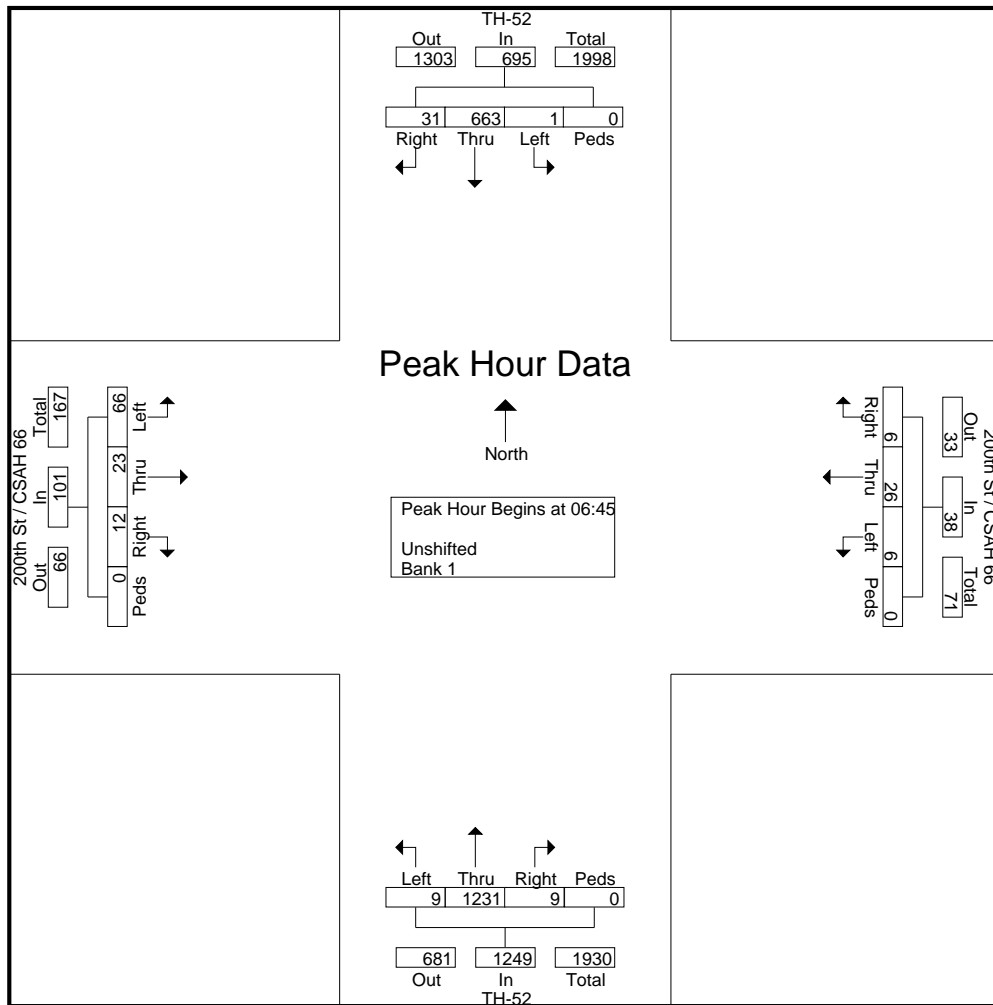 TH-52
Out In Total
1303 695 1998
31 663 1 0
Right Thru Left Peds
Peak Hour Data
North
Peak Hour Begins at 06:45
Unshifted
Bank 1
200th St / CSAH 66
Out In Total
66 101 167
66 23 12 0
Left Thru Right Peds
200th St / CSAH 66
Out In Total
33 38 71
6 26 6 0
Right Thru Left Peds
Left Thru Right Peds
9 1231 9 0
681 1249 1930
Out In Total
TH-52